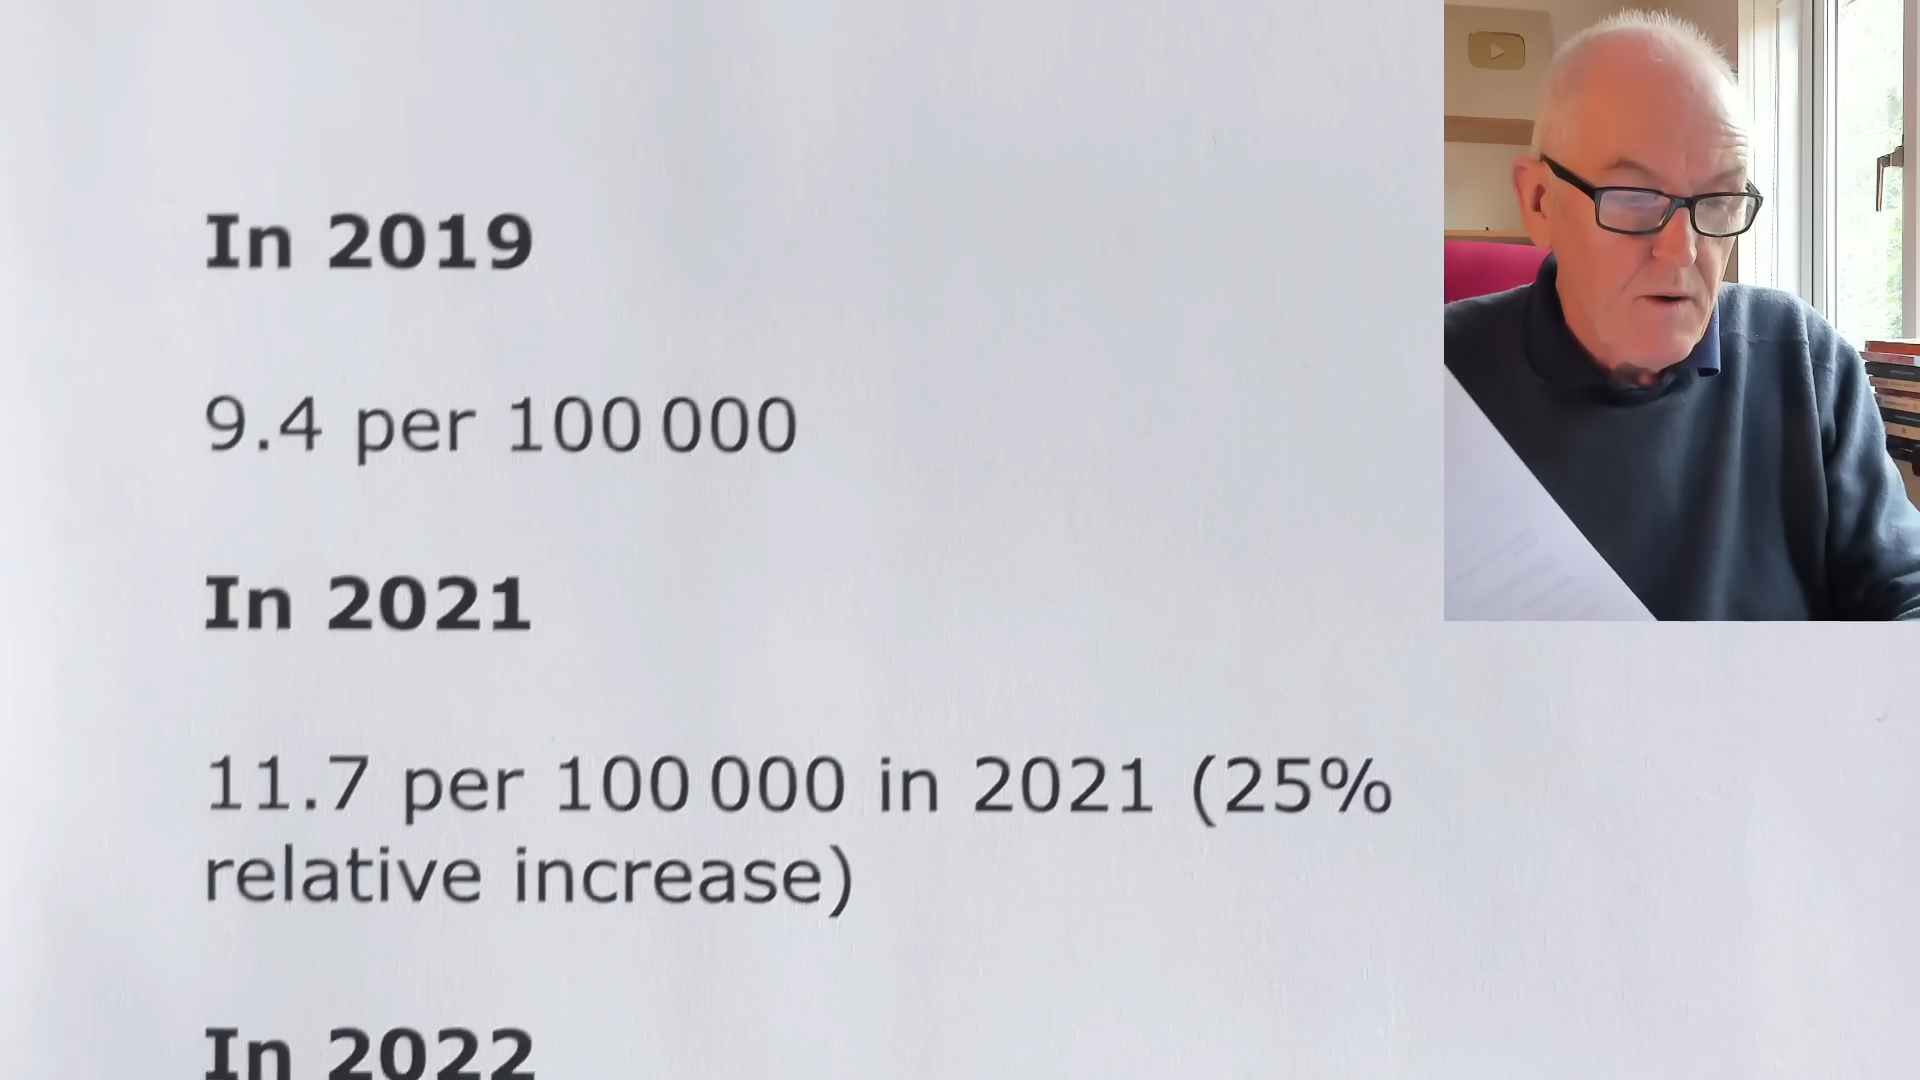 In 2019
9.4 per 100 000
In 2021
11.7 per 100 000 in 2021 (25%
relative increase)
In 2022